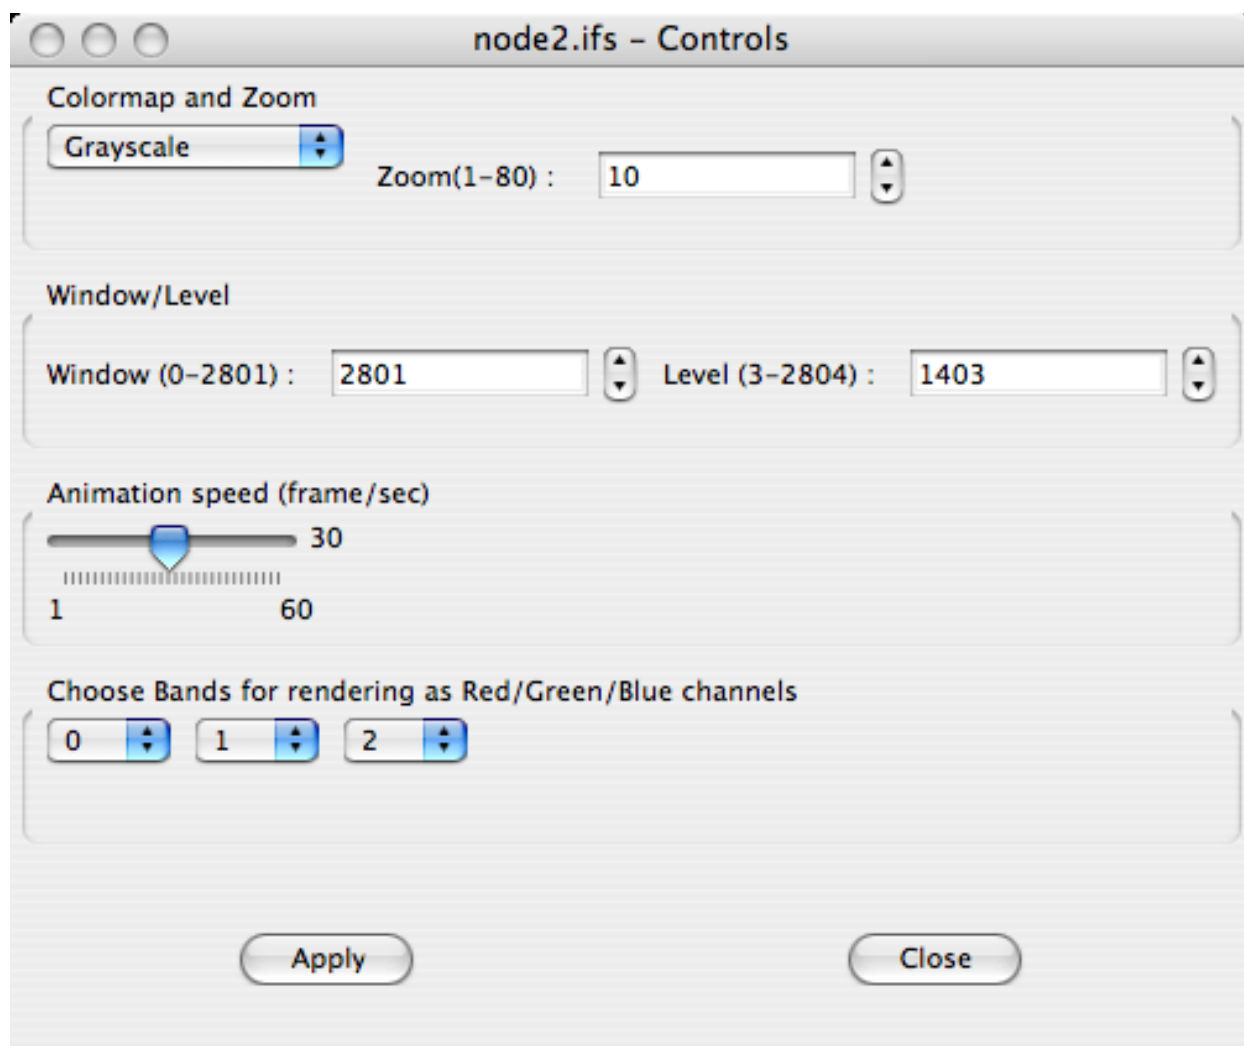 node2.ifs – Controls
Colormap and Zoom
Grayscale
Zoom(1–80) : 10
Window/Level
Window (0–2801) : 2801 Level (3–2804) : 1403
Animation speed (frame/sec)
30
1 60
Choose Bands for rendering as Red/Green/Blue channels
0 1 2
Apply Close